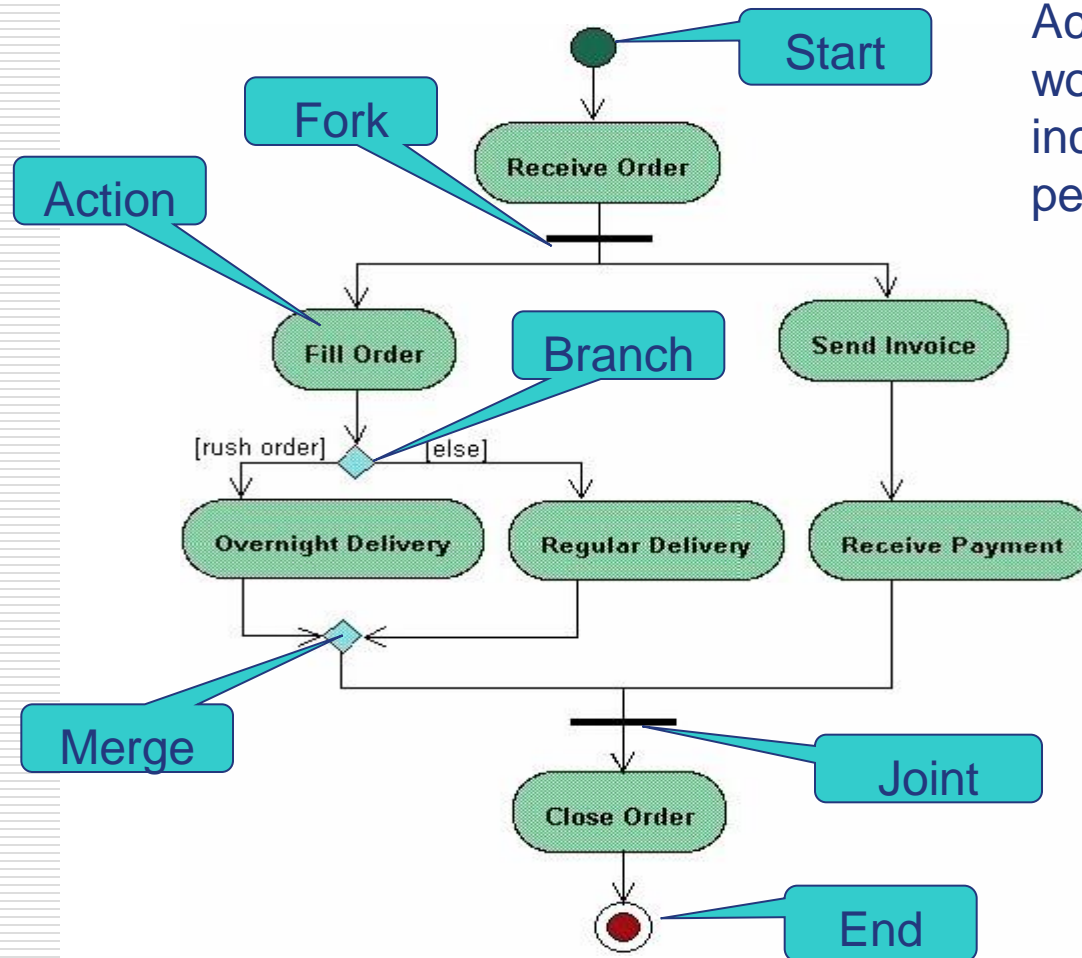 Start
Fork
Receive Order
Action
Fill Order
Branch
Send Invoice
[rush order]
[else]
Overnight Delivery
Regular Delivery
Receive Payment
Merge
Joint
Close Order
End